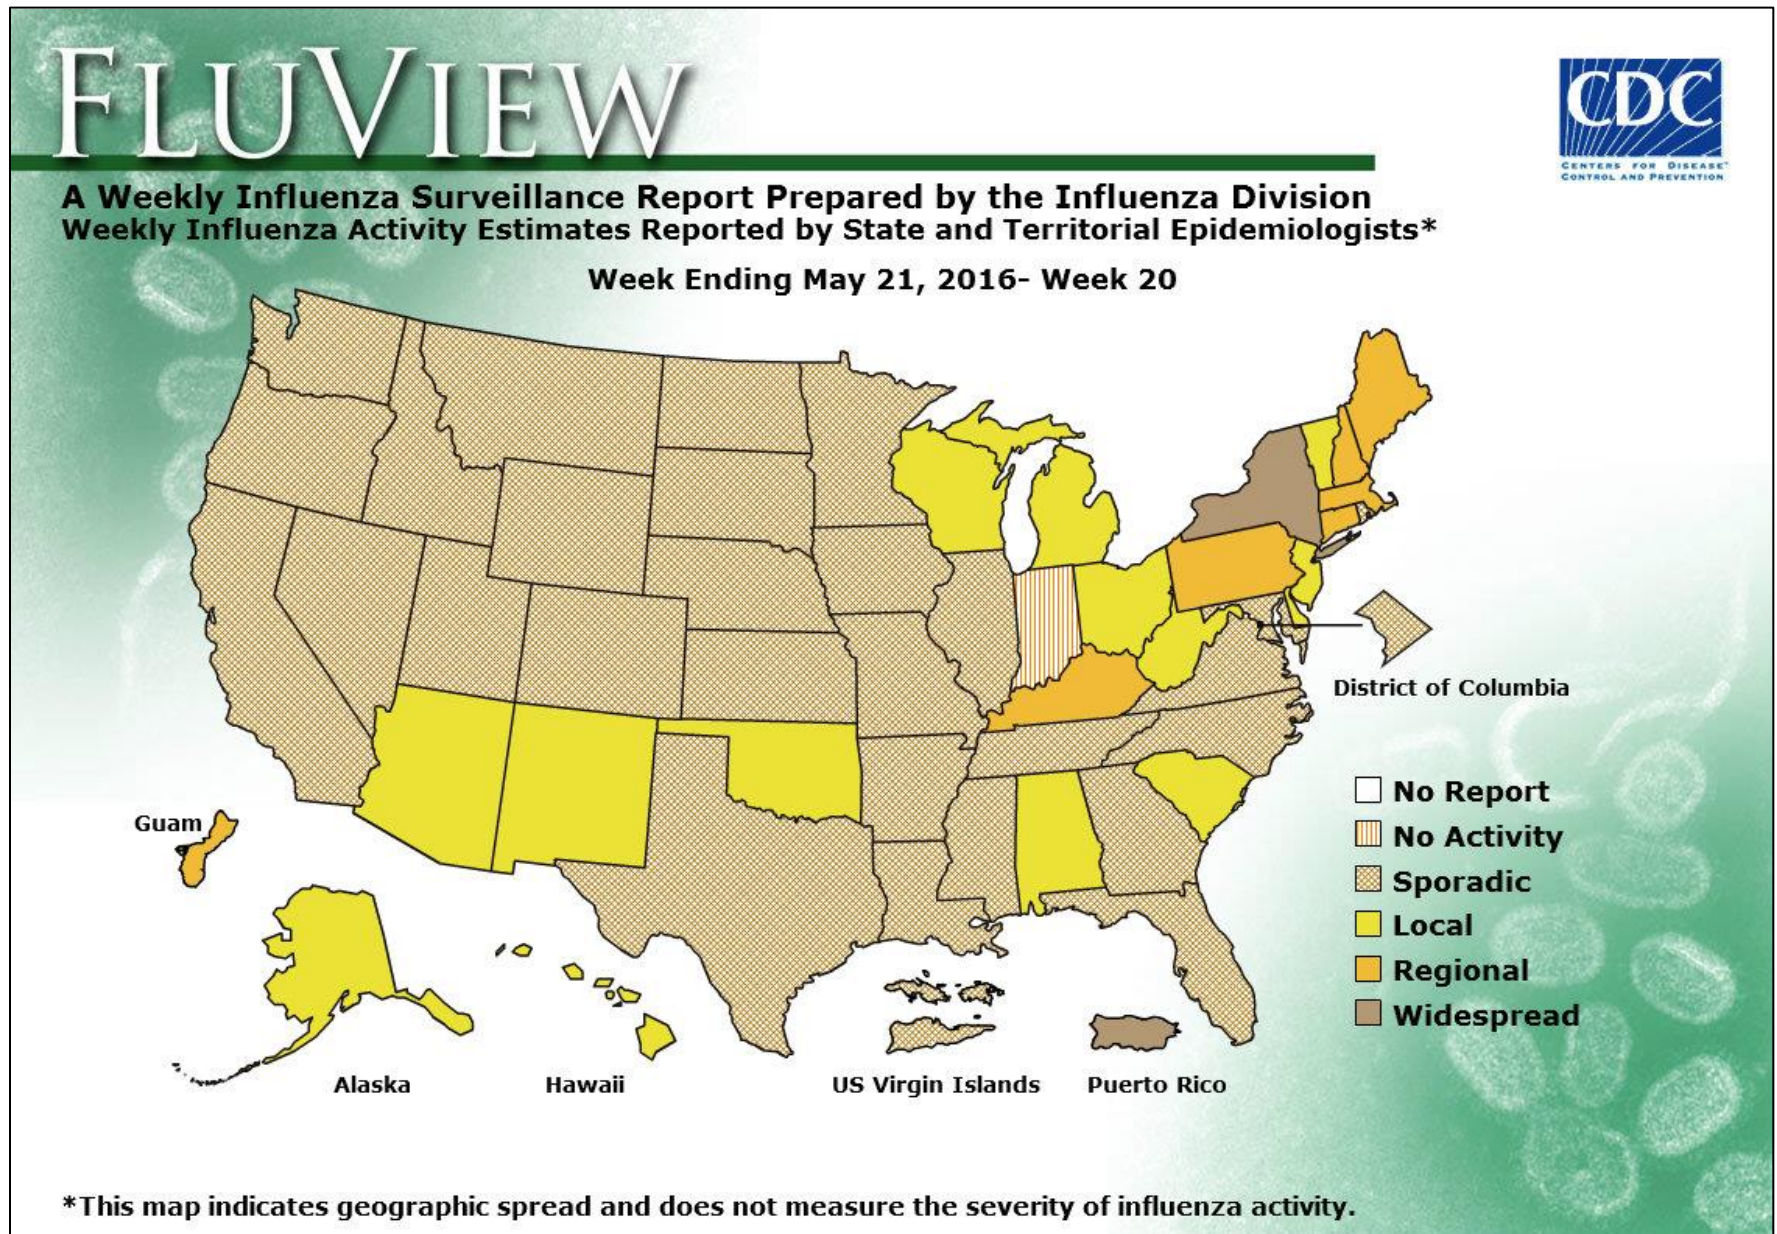 FLUVIEW
CDC
CENTERS FOR DISEASE™
CONTROL AND PREVENTION
A Weekly Influenza Surveillance Report Prepared by the Influenza Division
Weekly Influenza Activity Estimates Reported by State and Territorial Epidemiologists*
Week Ending May 21, 2016- Week 20
District of Columbia
Guam
No Report
No Activity
Sporadic
Local
Regional
Widespread
Alaska
Hawaii
US Virgin Islands
Puerto Rico
*This map indicates geographic spread and does not measure the severity of influenza activity.